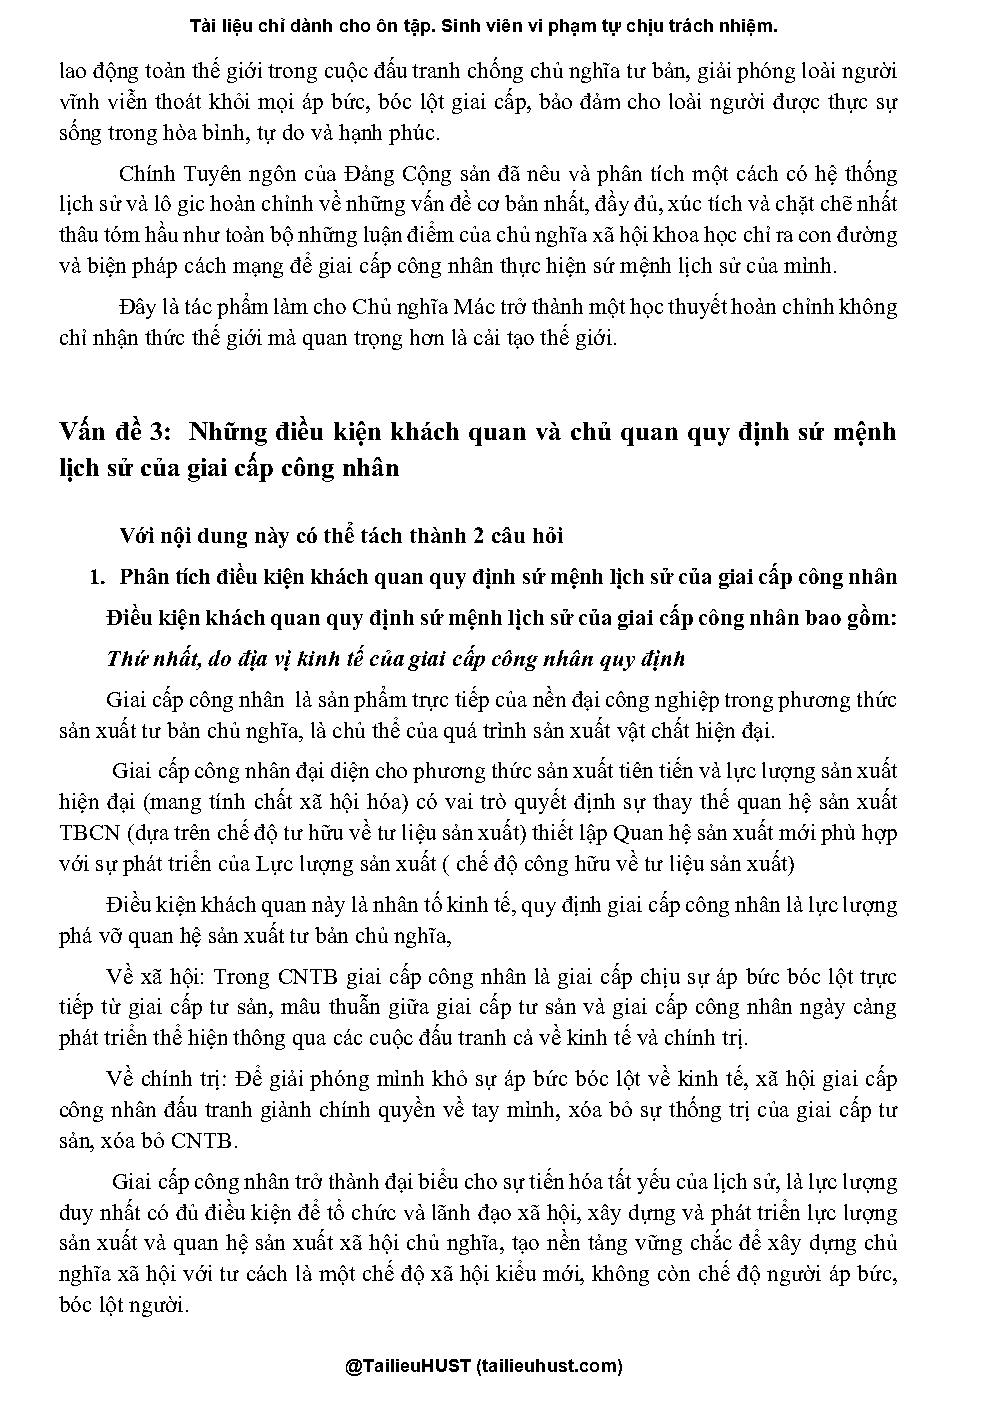 Tài liệu chỉ dành cho ôn tập. Sinh viên vi phạm tự chịu trách nhiệm.
lao động toàn thế giới trong cuộc đấu tranh chống chủ nghĩa tư bản, giải phóng loài người
vĩnh viễn thoát khỏi mọi áp bức, bóc lột giai cấp, bảo đảm cho loài người được thực sự
sống trong hòa bình, tự do và hạnh phúc.
Chính Tuyên ngôn của Đảng Cộng sản đã nêu và phân tích một cách có hệ thống
lịch sử và lô gic hoàn chỉnh về những vấn đề cơ bản nhất, đầy đủ, xúc tích và chặt chẽ nhất
thâu tóm hầu như toàn bộ những luận điểm của chủ nghĩa xã hội khoa học chỉ ra con đường
và biện pháp cách mạng để giai cấp công nhân thực hiện sứ mệnh lịch sử của mình.
Đây là tác phẩm làm cho Chủ nghĩa Mác trở thành một học thuyết hoàn chỉnh không
chỉ nhận thức thế giới mà quan trọng hơn là cải tạo thế giới.
Vấn đề 3: Những điều kiện khách quan và chủ quan quy định sứ mệnh
lịch sử của giai cấp công nhân
Với nội dung này có thể tách thành 2 câu hỏi
1. Phân tích điều kiện khách quan quy định sứ mệnh lịch sử của giai cấp công nhân
Điều kiện khách quan quy định sứ mệnh lịch sử của giai cấp công nhân bao gồm:
Thứ nhất, do địa vị kinh tế của giai cấp công nhân quy định
Giai cấp công nhân là sản phẩm trực tiếp của nền đại công nghiệp trong phương thức
sản xuất tư bản chủ nghĩa, là chủ thể của quá trình sản xuất vật chất hiện đại.
Giai cấp công nhân đại diện cho phương thức sản xuất tiên tiến và lực lượng sản xuất
hiện đại (mang tính chất xã hội hóa) có vai trò quyết định sự thay thế quan hệ sản xuất
TBCN (dựa trên chế độ tư hữu về tư liệu sản xuất) thiết lập Quan hệ sản xuất mới phù hợp
với sự phát triển của Lực lượng sản xuất ( chế độ công hữu về tư liệu sản xuất)
Điều kiện khách quan này là nhân tố kinh tế, quy định giai cấp công nhân là lực lượng
phá vỡ quan hệ sản xuất tư bản chủ nghĩa,
Về xã hội: Trong CNTB giai cấp công nhân là giai cấp chịu sự áp bức bóc lột trực
tiếp từ giai cấp tư sản, mâu thuẫn giữa giai cấp tư sản và giai cấp công nhân ngày càng
phát triển thể hiện thông qua các cuộc đấu tranh cả về kinh tế và chính trị.
Về chính trị: Để giải phóng mình khỏ sự áp bức bóc lột về kinh tế, xã hội giai cấp
công nhân đấu tranh giành chính quyền về tay mình, xóa bỏ sự thống trị của giai cấp tư
sản, xóa bỏ CNTB.
Giai cấp công nhân trở thành đại biểu cho sự tiến hóa tất yếu của lịch sử, là lực lượng
duy nhất có đủ điều kiện để tổ chức và lãnh đạo xã hội, xây dựng và phát triển lực lượng
sản xuất và quan hệ sản xuất xã hội chủ nghĩa, tạo nền tảng vững chắc để xây dựng chủ
nghĩa xã hội với tư cách là một chế độ xã hội kiểu mới, không còn chế độ người áp bức,
bóc lột người.
@TailieuHUST (tailieuhust.com)